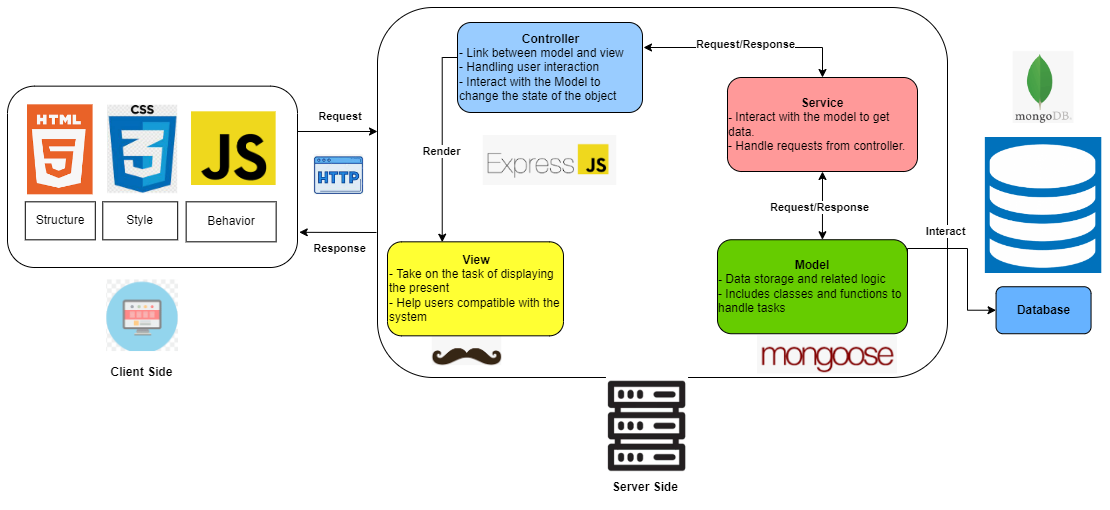 HTML
5
Structure
CSS
3
Style
JS
Behavior
Client Side
Request
HTTP
Response
Controller
- Link between model and view
- Handling user interaction
- Interact with the Model to
change the state of the object
Render
Express JS
View
- Take on the task of displaying
the present
- Help users compatible with the
system
Request/Response
Service
- Interact with the model to get
data.
- Handle requests from controller.
Request/Response
Model
- Data storage and related logic
- Includes classes and functions to
handle tasks
mongoose
Server Side
Interact
mongoDB.
Database